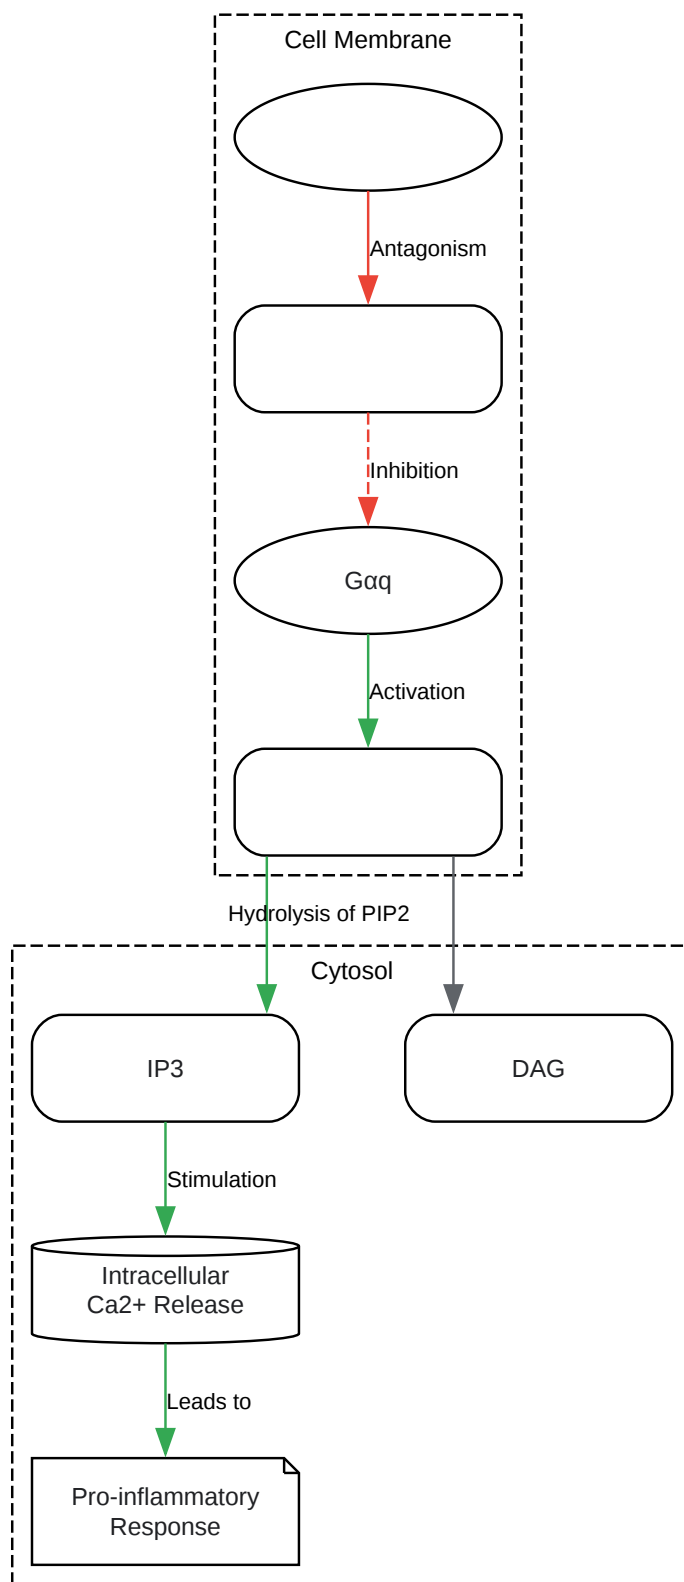 Cell Membrane
Antagonism
Inhibition
Gαq
Activation
Hydrolysis of PIP2
Cytosol
IP3
DAG
Stimulation
Intracellular
Ca2+ Release
Leads to
Pro-inflammatory
Response